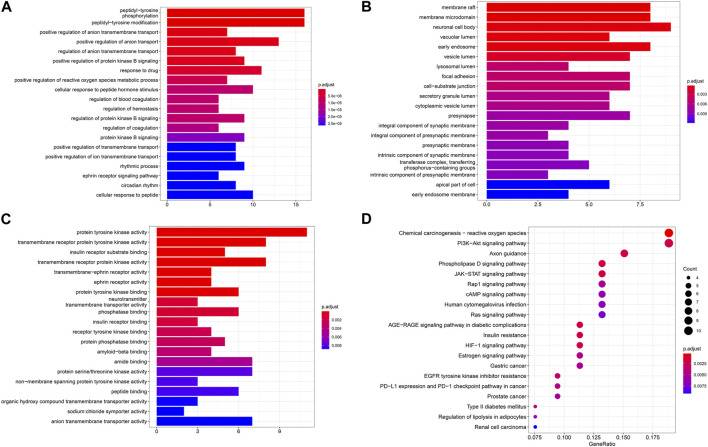 A
peptidyl-tyrosine
phosphorylation
peptidyl-tyrosine modification
positive regulation of anion transmembrane transport
positive regulation of anion transport
regulation of anion transmembrane transport
positive regulation of protein kinase B signaling
response to drug
positive regulation of reactive oxygen species metabolic process
cellular response to peptide hormone stimulus
regulation of blood coagulation
regulation of hemostasis
regulation of protein kinase B signaling
regulation of coagulation
protein kinase B signaling
positive regulation of transmembrane transport
positive regulation of ion transmembrane transport
rhythmic process
ephrin receptor signaling pathway
circadian rhythm
cellular response to peptide
0
5
10
15
p.adjust
B
membrane raft
membrane microdomain
neuronal cell body
vacuolar lumen
early endosome
vesicle lumen
lysosomal lumen
focal adhesion
cell-substrate junction
secretory granule lumen
cytoplasmic vesicle lumen
presynapse
integral component of synaptic membrane
integral component of presynaptic membrane
presynaptic membrane
intrinsic component of synaptic membrane
transferase complex, transferring
phosphorus-containing groups
intrinsic component of presynaptic membrane
apical part of cell
early endosome membrane
0.0
2.5
5.0
7.5
p.adjust
0.003
0.006
0.009
C
protein tyrosine kinase activity
transmembrane receptor protein tyrosine kinase activity
insulin receptor substrate binding
transmembrane receptor protein kinase activity
transmembrane-ephrin receptor activity
ephrin receptor activity
protein tyrosine kinase binding
neurotransmitter
transmembrane transporter activity
phosphatase binding
insulin receptor binding
receptor tyrosine kinase binding
protein phosphatase binding
amyloid-beta binding
amide binding
protein serine/threonine kinase activity
non-membrane spanning protein tyrosine kinase activity
peptide binding
organic hydroxy compound transmembrane transporter activity
sodium chloride symporter activity
anion transmembrane transporter activity
0
3
6
9
p.adjust
0.002
0.004
0.006
D
Chemical carcinogenesis - reactive oxygen species
PI3K-Akt signaling pathway
Axon guidance
Phospholipase D signaling pathway
JAK-STAT signaling pathway
Rap1 signaling pathway
cAMP signaling pathway
Human cytomegalovirus infection
Ras signaling pathway
AGE-RAGE signaling pathway in diabetic complications
Insulin resistance
HIF-1 signaling pathway
Estrogen signaling pathway
Gastric cancer
EGFR tyrosine kinase inhibitor resistance
PD-L1 expression and PD-1 checkpoint pathway in cancer
Prostate cancer
Type II diabetes mellitus
Regulation of lipolysis in adipocytes
Renal cell carcinoma
0.075
0.100
0.125
0.150
0.175
GeneRatio
Count
4
5
6
7
8
9
10
p.adjust
0.0025
0.0050
0.0075